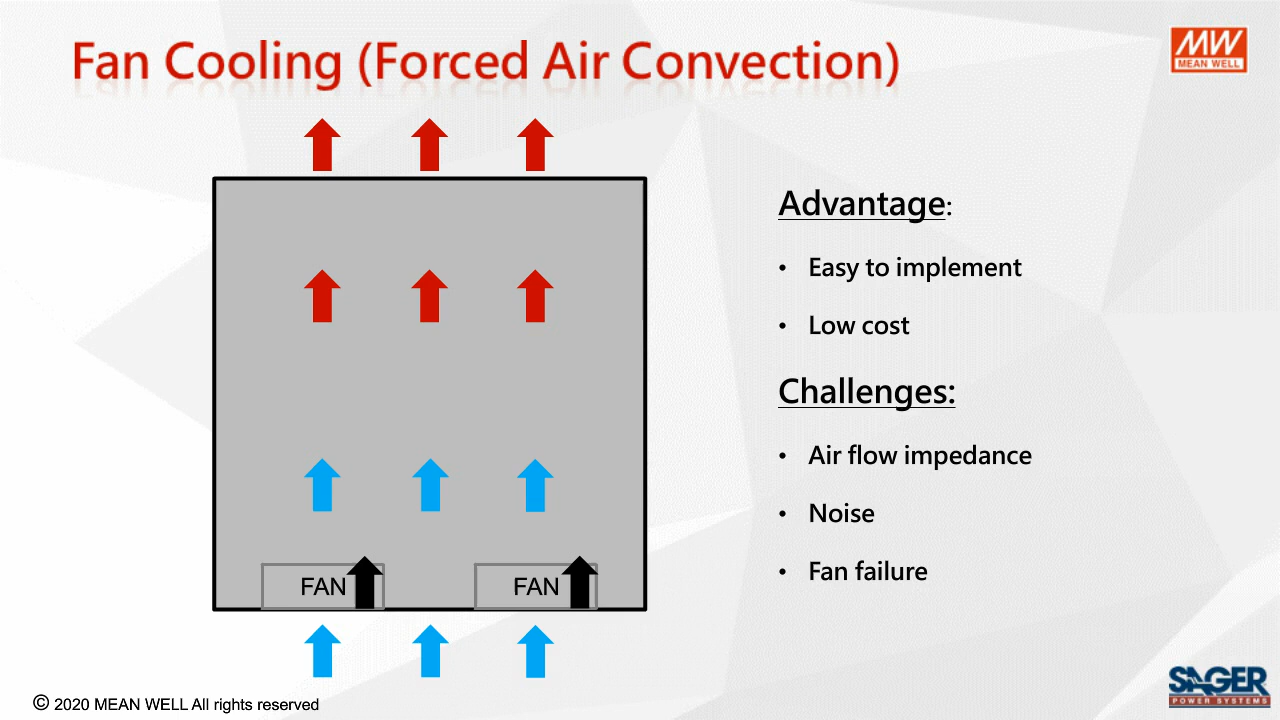 Fan Cooling (Forced Air Convection)
MW
MEAN WELL
Advantage:
• Easy to implement
• Low cost
Challenges:
• Air flow impedance
• Noise
• Fan failure
FAN
FAN
© 2020 MEAN WELL All rights reserved
SAGER
POWER SYSTEMS